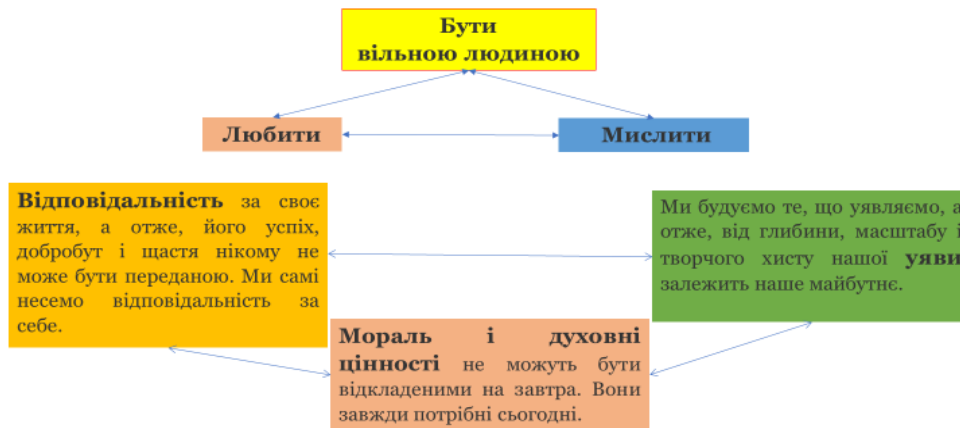 Бути
вільною людиною
Любити
Мислити
Відповідальність за своє
життя, а отже, його успіх,
добробут і щастя нікому не
може бути переданою. Ми самі
несемо відповідальність за
себе.
Ми будуємо те, що уявляємо, а
отже, від глибини, масштабу і
творчого хисту нашої уяви
залежить наше майбутнє.
Мораль і духовні
цінності не можуть бути
відкладеними на завтра. Вони
завжди потрібні сьогодні.